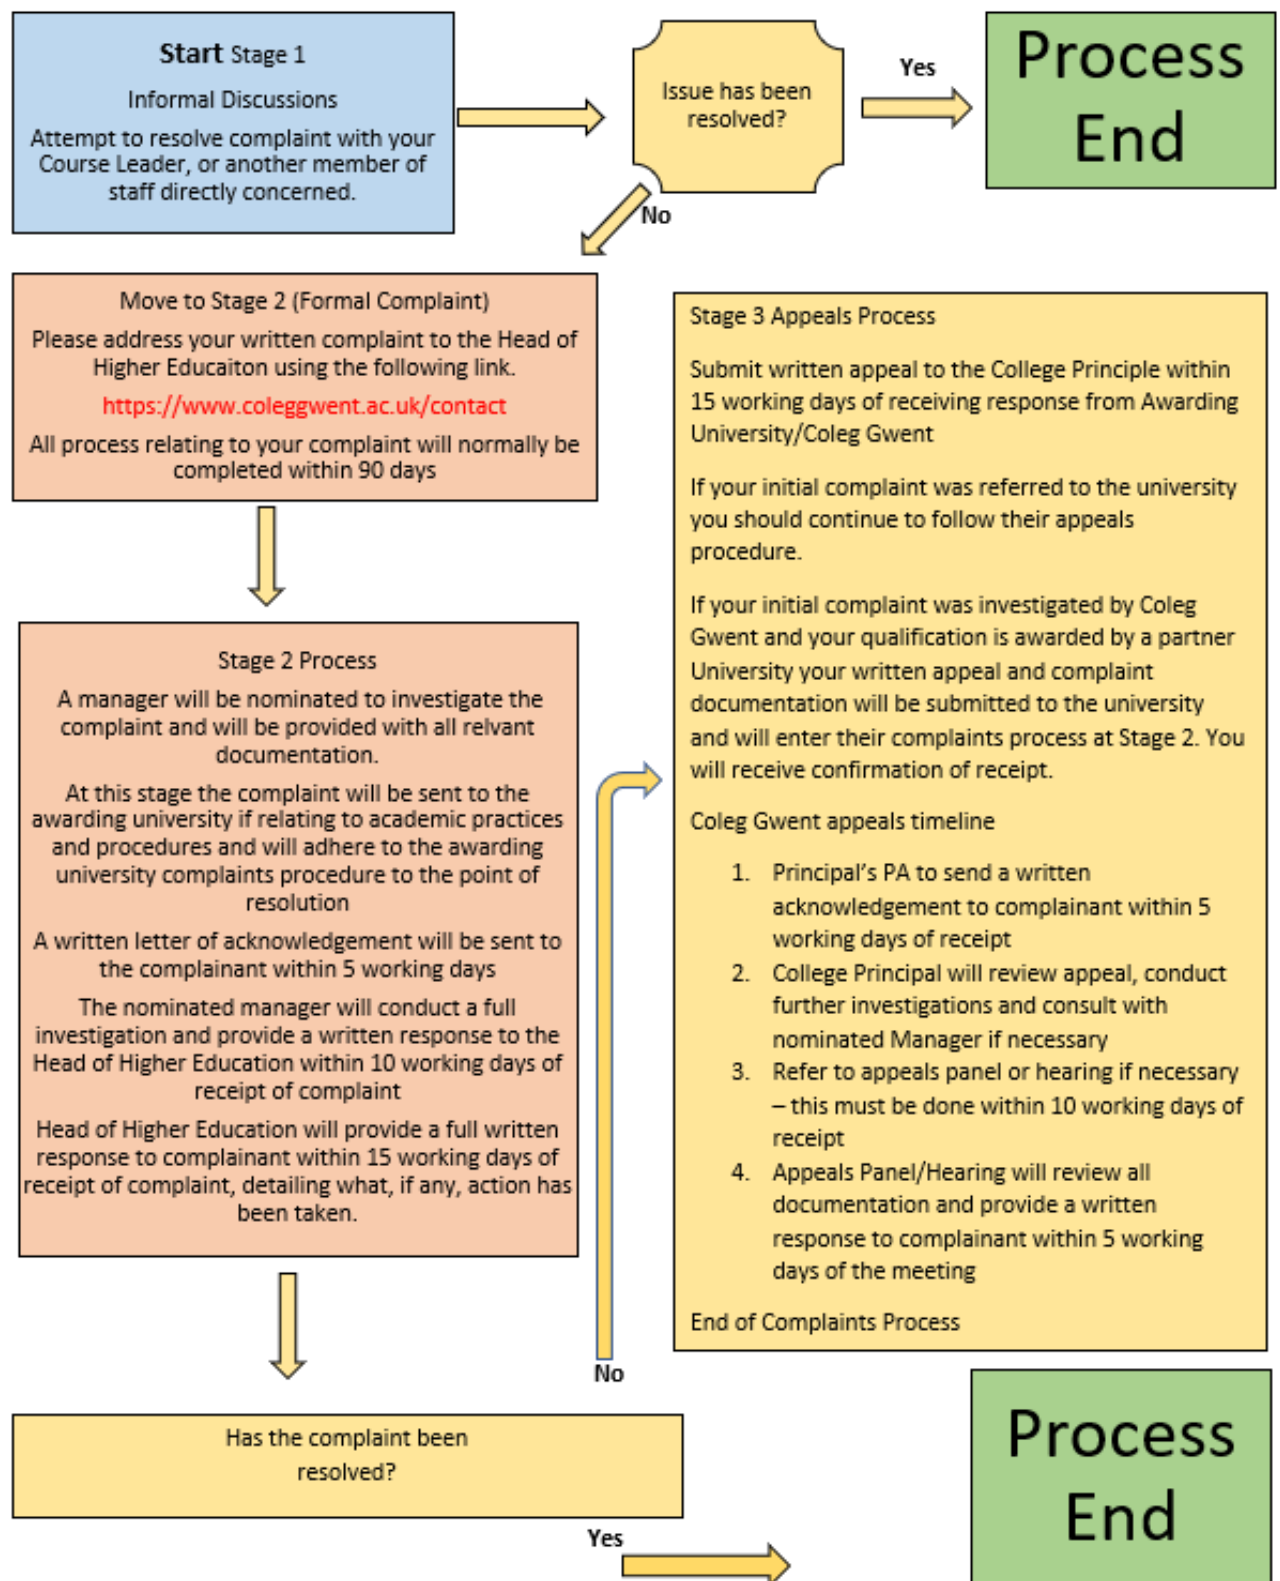 Start Stage 1
Informal Discussions
Attempt to resolve complaint with your
Course Leader, or another member of
staff directly concerned.
Issue has been
resolved?
Yes
Process
End
No
Move to Stage 2 (Formal Complaint)
Please address your written complaint to the Head of
Higher Educaiton using the following link.
https://www.coleggwent.ac.uk/contact
All process relating to your complaint will normally be
completed within 90 days
Stage 2 Process
A manager will be nominated to investigate the
complaint and will be provided with all relvant
documentation.
At this stage the complaint will be sent to the
awarding university if relating to academic practices
and procedures and will adhere to the awarding
university complaints procedure to the point of
resolution
A written letter of acknowledgement will be sent to
the complainant within 5 working days
The nominated manager will conduct a full
investigation and provide a written response to the
Head of Higher Education within 10 working days of
receipt of complaint
Head of Higher Education will provide a full written
response to complainant within 15 working days of
receipt of complaint, detailing what, if any, action has
been taken.
Has the complaint been
resolved?
No
Stage 3 Appeals Process
Submit written appeal to the College Principle within
15 working days of receiving response from Awarding
University/Coleg Gwent
If your initial complaint was referred to the university
you should continue to follow their appeals
procedure.
If your initial complaint was investigated by Coleg
Gwent and your qualification is awarded by a partner
University your written appeal and complaint
documentation will be submitted to the university
and will enter their complaints process at Stage 2. You
will receive confirmation of receipt.
Coleg Gwent appeals timeline
1. Principal's PA to send a written
acknowledgement to complainant within 5
working days of receipt
2. College Principal will review appeal, conduct
further investigations and consult with
nominated Manager if necessary
3. Refer to appeals panel or hearing if necessary
– this must be done within 10 working days of
receipt
4. Appeals Panel/Hearing will review all
documentation and provide a written
response to complainant within 5 working
days of the meeting
End of Complaints Process
Yes
Process
End